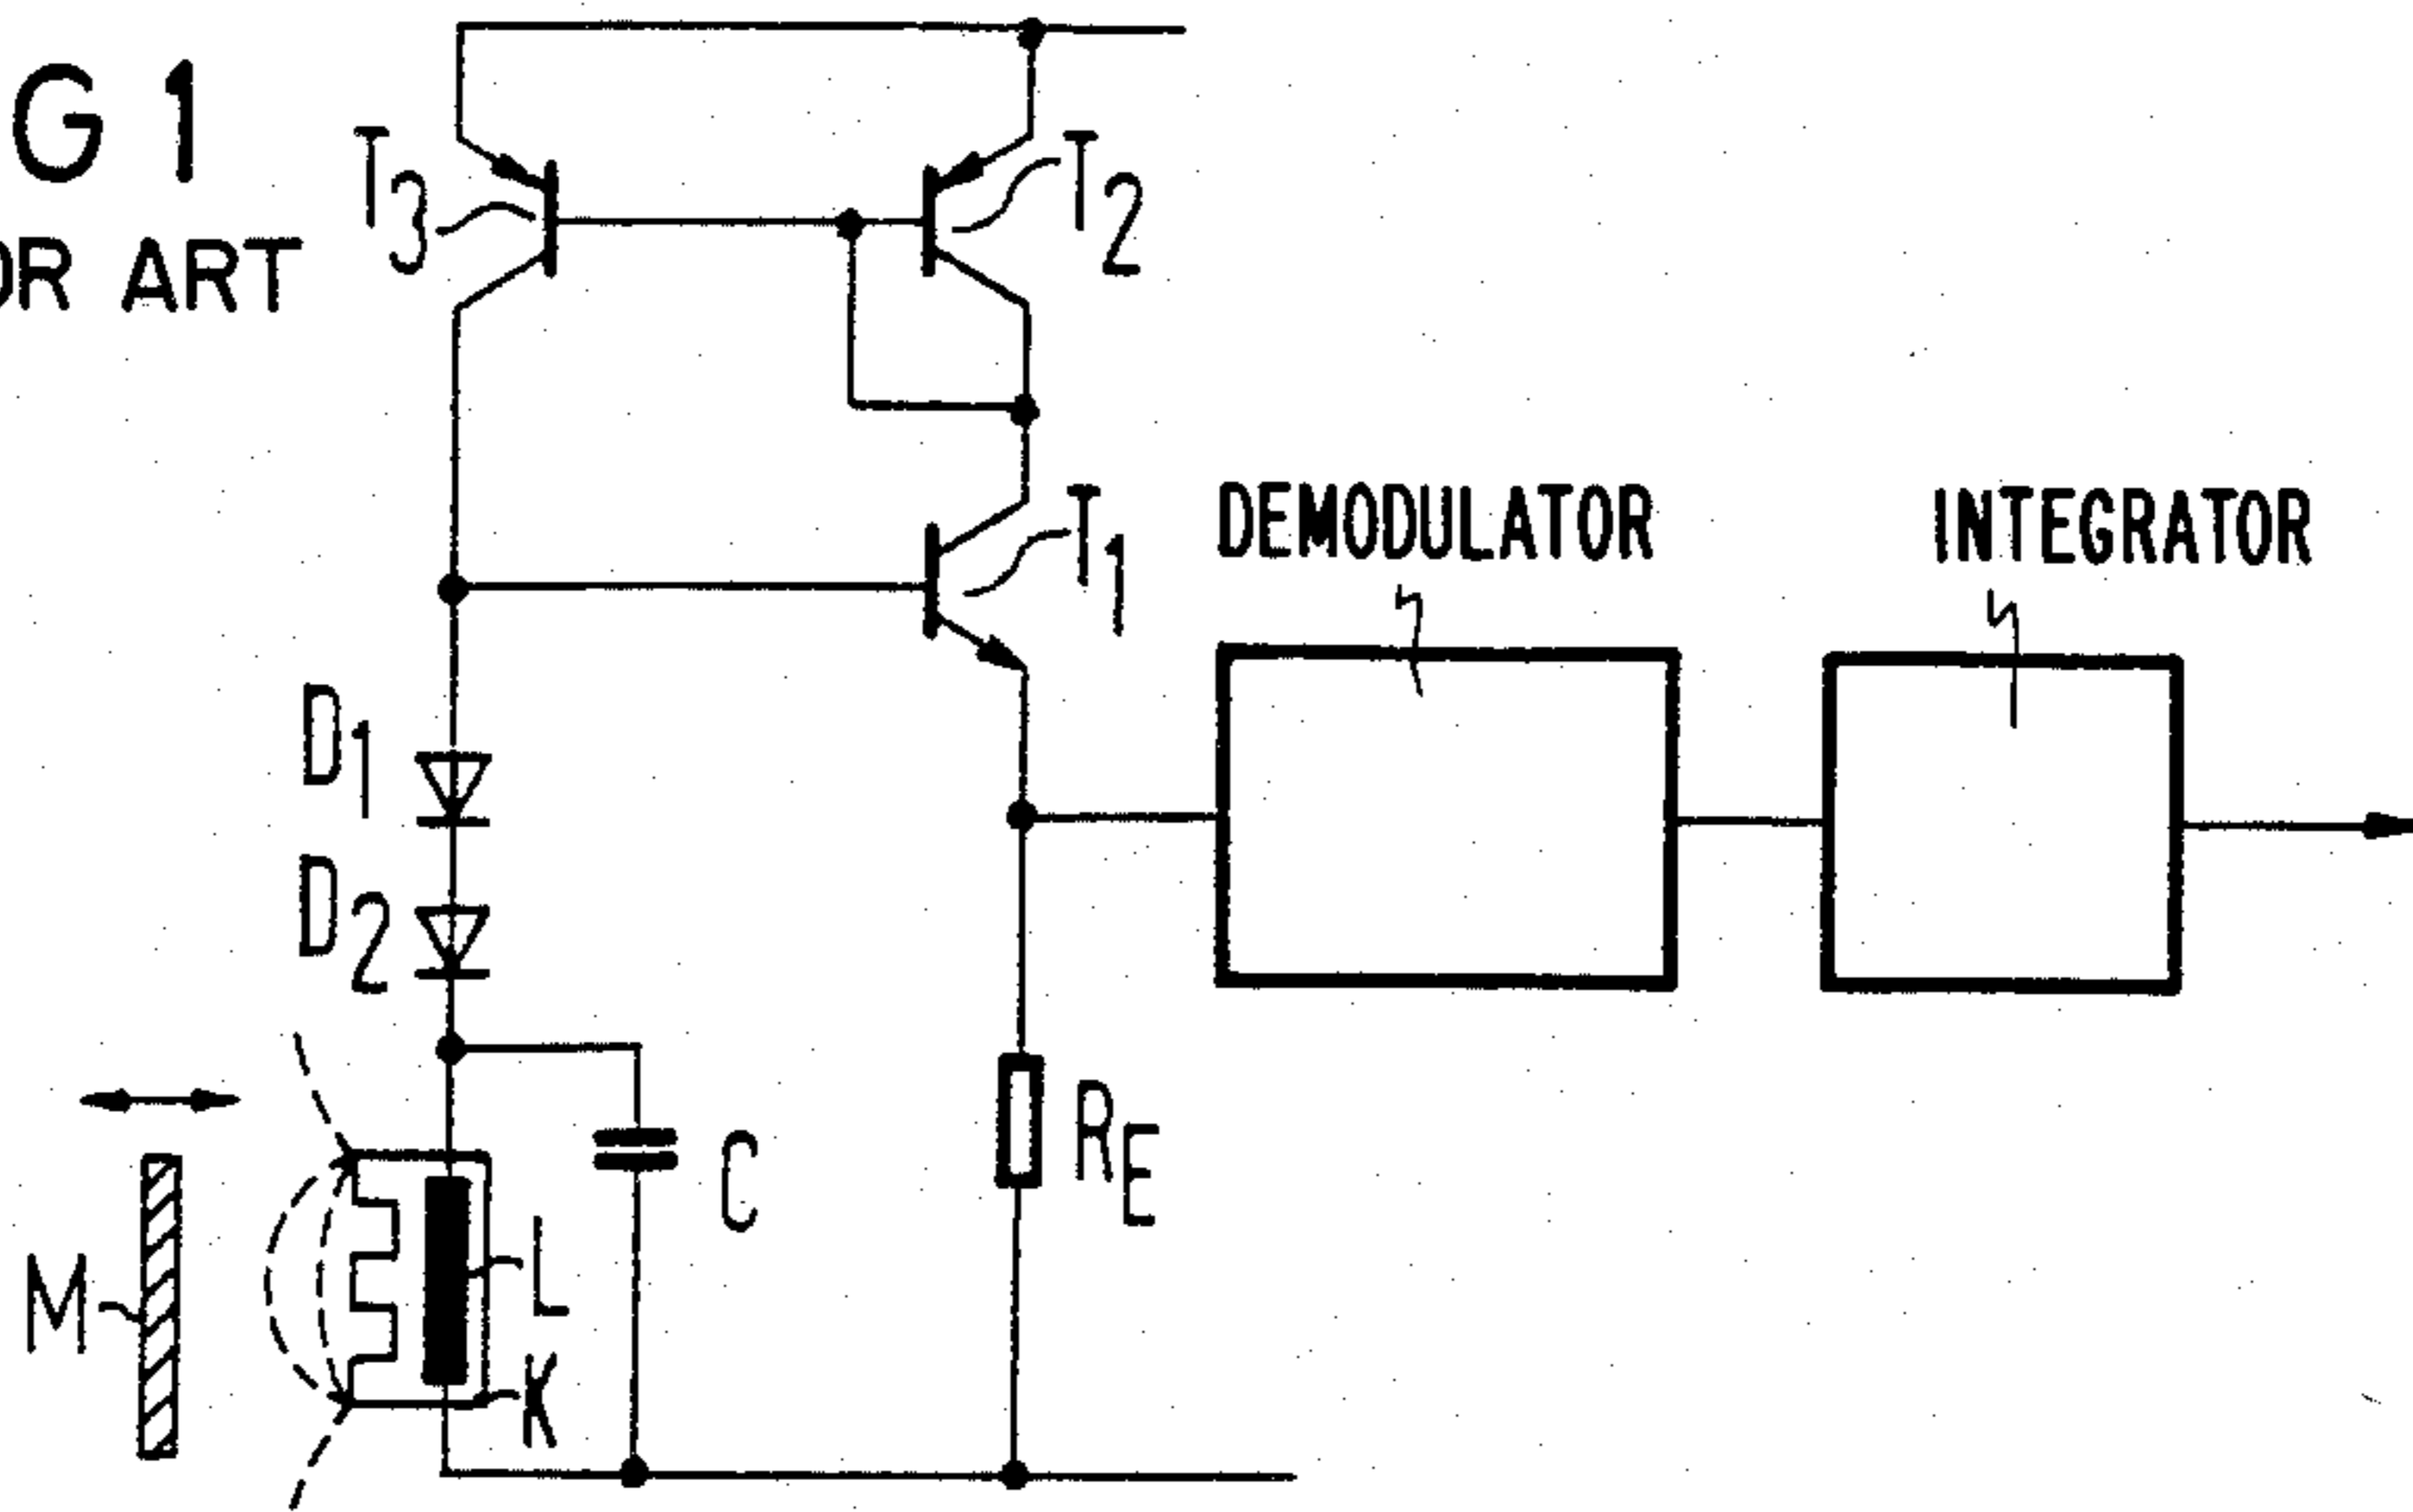 G 1
OR ART
T3
T2
T1
DEMODULATOR
INTEGRATOR
D1
D2
C
RE
L
M
K